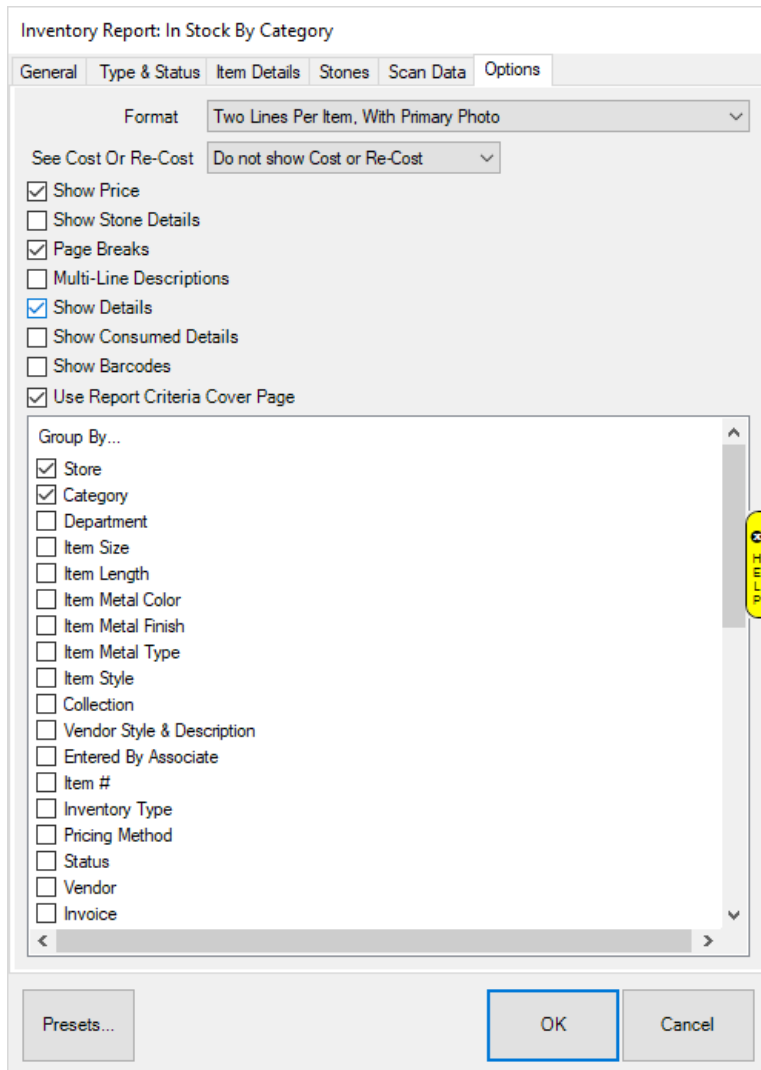 Inventory Report: In Stock By Category
General Type & Status Item Details Stones Scan Data Options
Format Two Lines Per Item, With Primary Photo
See Cost Or Re-Cost Do not show Cost or Re-Cost
Show Price
Show Stone Details
Page Breaks
Multi-Line Descriptions
Show Details
Show Consumed Details
Show Barcodes
Use Report Criteria Cover Page
Group By...
Store
Category
Department
Item Size
Item Length
Item Metal Color
Item Metal Finish
Item Metal Type
Item Style
Collection
Vendor Style & Description
Entered By Associate
Item #
Inventory Type
Pricing Method
Status
Vendor
Invoice
HELP
Presets... OK Cancel